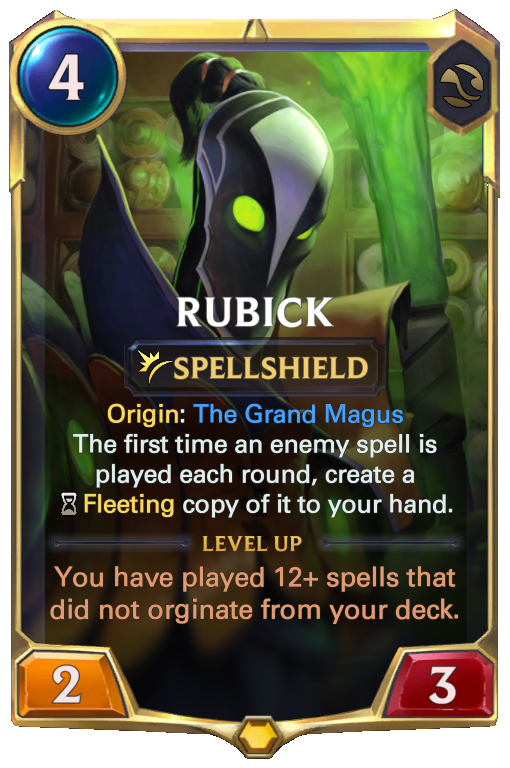 4
RUBICK
SPELLSHIELD
Origin: The Grand Magus
The first time an enemy spell is
played each round, create a
Fleeting copy of it to your hand.
LEVEL UP
You have played 12+ spells that
did not orginate from your deck.
2
3